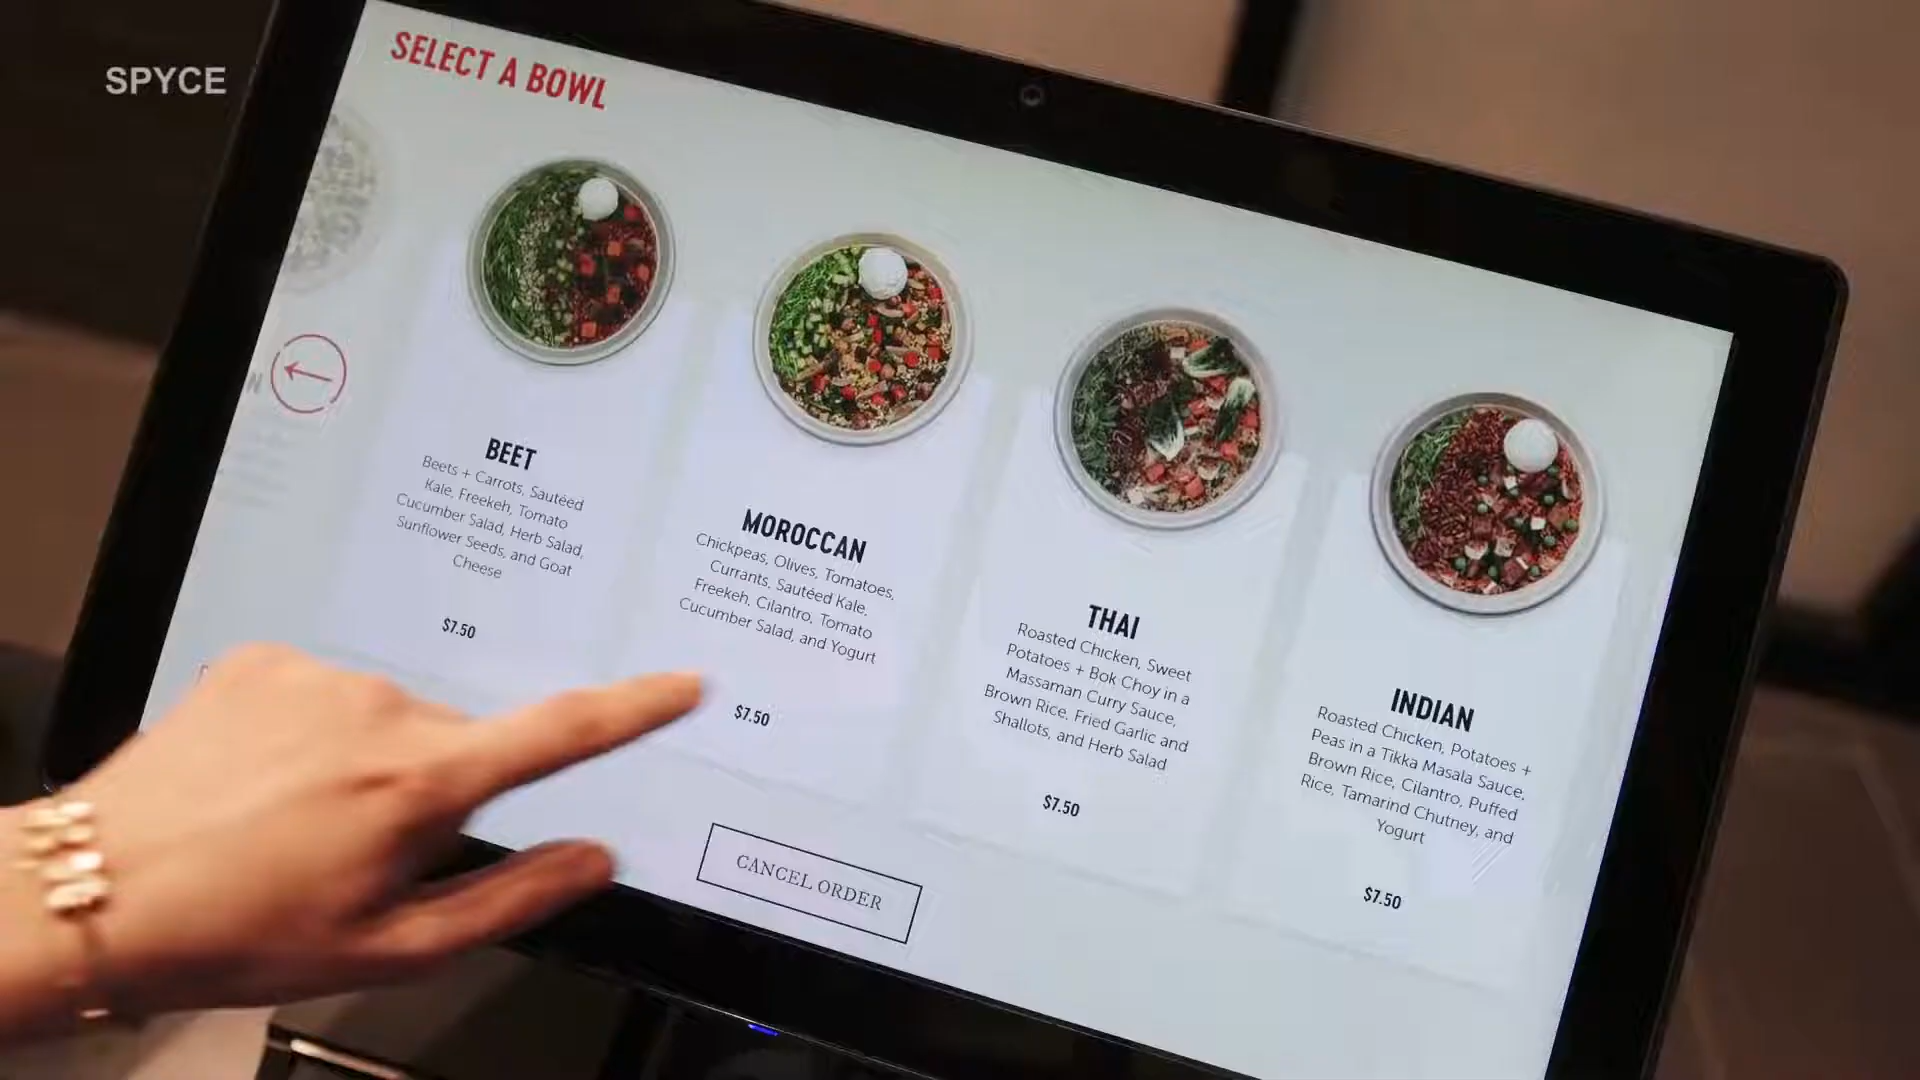 SPYCE
SELECT A BOWL
BEET
Beets + Carrots, Sautéed
Kale, Freekeh, Tomato
Cucumber Salad, Herb Salad,
Sunflower Seeds, and Goat
Cheese
$7.50
MOROCCAN
Chickpeas, Olives, Tomatoes,
Currants, Sautéed Kale,
Freekeh, Cilantro, Tomato
Cucumber Salad, and Yogurt
$7.50
THAI
Roasted Chicken, Sweet
Potatoes + Bok Choy in a
Massaman Curry Sauce,
Brown Rice, Fried Garlic and
Shallots, and Herb Salad
$7.50
INDIAN
Roasted Chicken, Potatoes +
Peas in a Tikka Masala Sauce,
Brown Rice, Cilantro, Puffed
Rice, Tamarind Chutney, and
Yogurt
$7.50
CANCEL ORDER